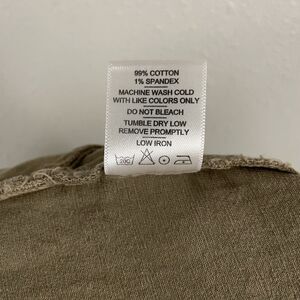 99% COTTON
1% SPANDEX
MACHINE WASH COLD
WITH LIKE COLORS ONLY
DO NOT BLEACH
TUMBLE DRY LOW
REMOVE PROMPTLY
LOW IRON